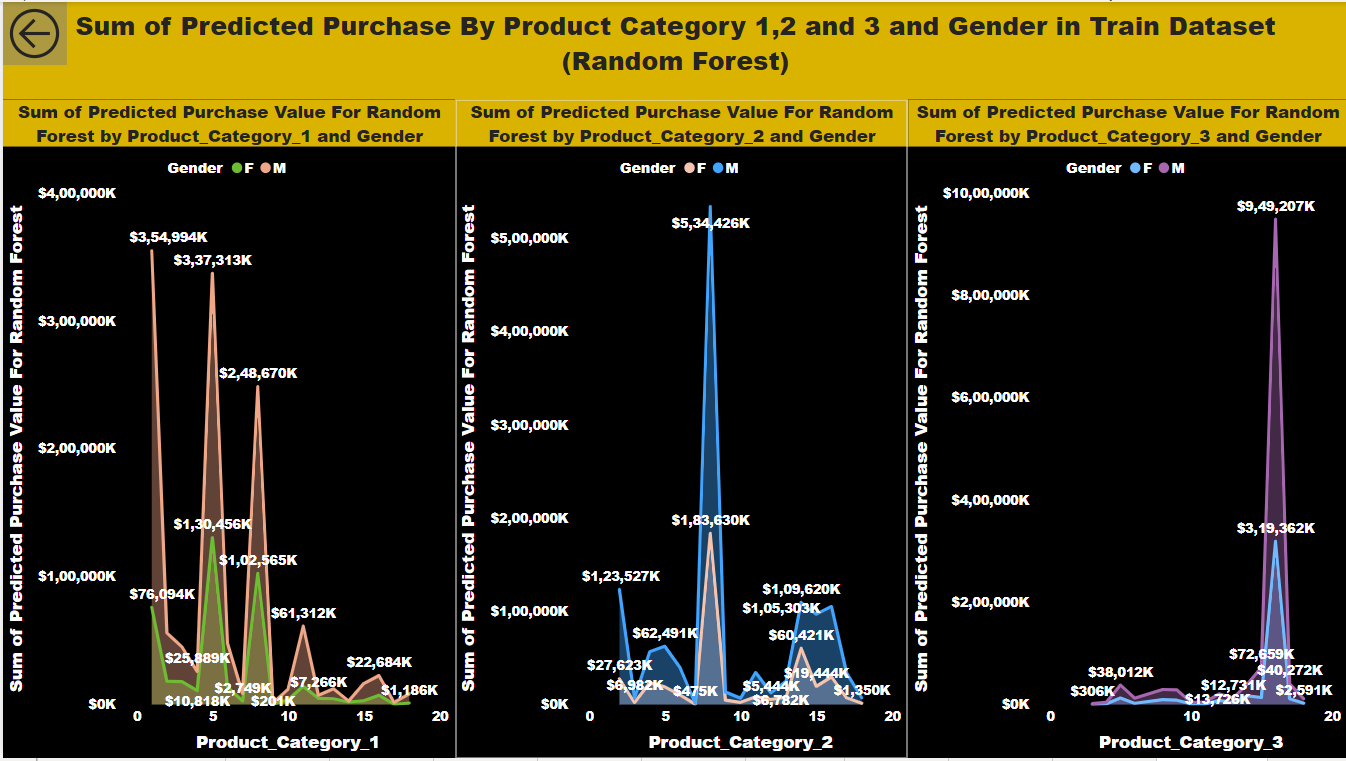 Sum of Predicted Purchase By Product Category 1,2 and 3 and Gender in Train Dataset
(Random Forest)
Sum of Predicted Purchase Value For Random
Forest by Product_Category_1 and Gender
Gender F M
Sum of Predicted Purchase Value For Random Forest
$4,00,000K
$3,00,000K
$2,00,000K
$1,00,000K
$0K
$3,54,994K
$3,37,313K
$2,48,670K
$1,30,456K
$1,02,565K
$76,094K
$61,312K
$25,889K
$22,684K
$2,749K
$7,266K
$10,818K
$201K
$1,186K
0 5 10 15 20
Product_Category_1
Sum of Predicted Purchase Value For Random
Forest by Product_Category_2 and Gender
Gender F M
Sum of Predicted Purchase Value For Random Forest
$5,00,000K
$4,00,000K
$3,00,000K
$2,00,000K
$1,00,000K
$0K
$5,34,426K
$1,83,630K
$1,23,527K
$1,09,620K
$1,05,303K
$62,491K
$60,421K
$27,623K
$19,444K
$6,982K
$475K
$5,444K
$6,782K
$1,350K
0 5 10 15 20
Product_Category_2
Sum of Predicted Purchase Value For Random
Forest by Product_Category_3 and Gender
Gender F M
Sum of Predicted Purchase Value For Random Forest
$10,00,000K
$8,00,000K
$6,00,000K
$4,00,000K
$2,00,000K
$0K
$9,49,207K
$3,19,362K
$72,659K
$38,012K
$40,272K
$306K
$12,731K
$13,726K
$2,591K
0 10 20
Product_Category_3